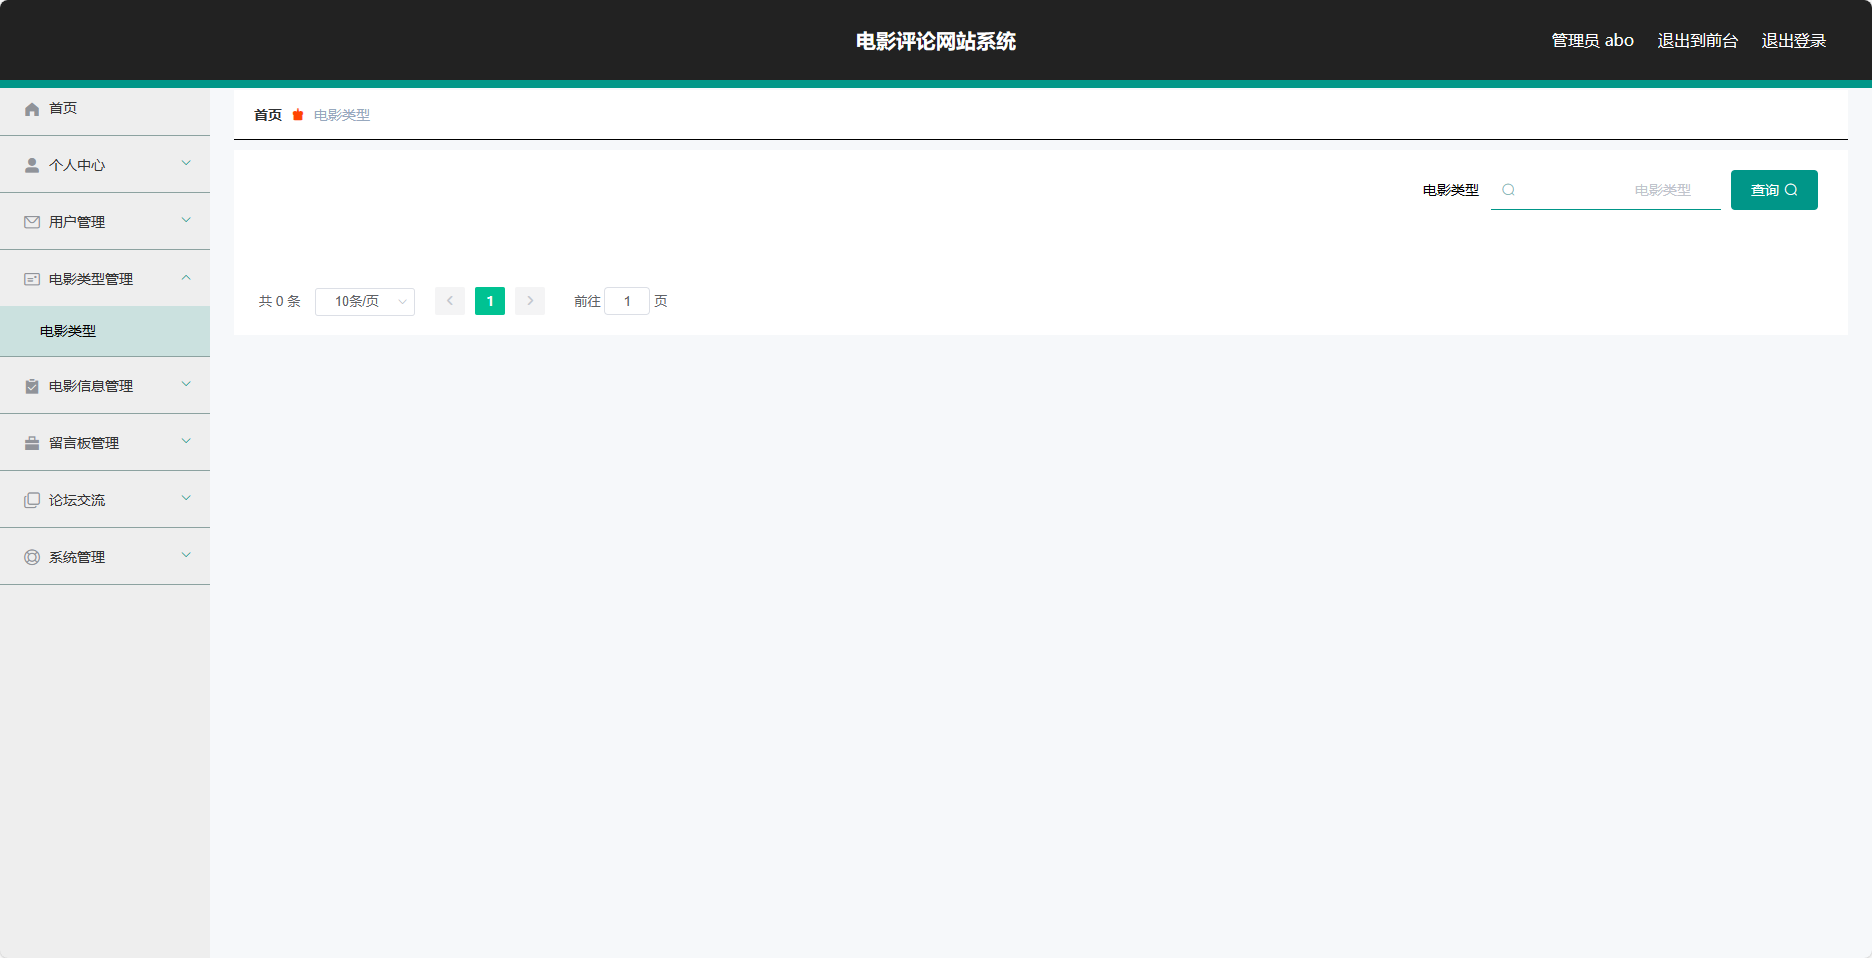 电影评论网站系统
管理员 abo 退出到前台 退出登录
首页
个人中心
用户管理
电影类型管理
电影类型
电影信息管理
留言板管理
论坛交流
系统管理
首页 电影类型
电影类型 电影类型 查询
共 0 条 10条/页 1 前往 1 页